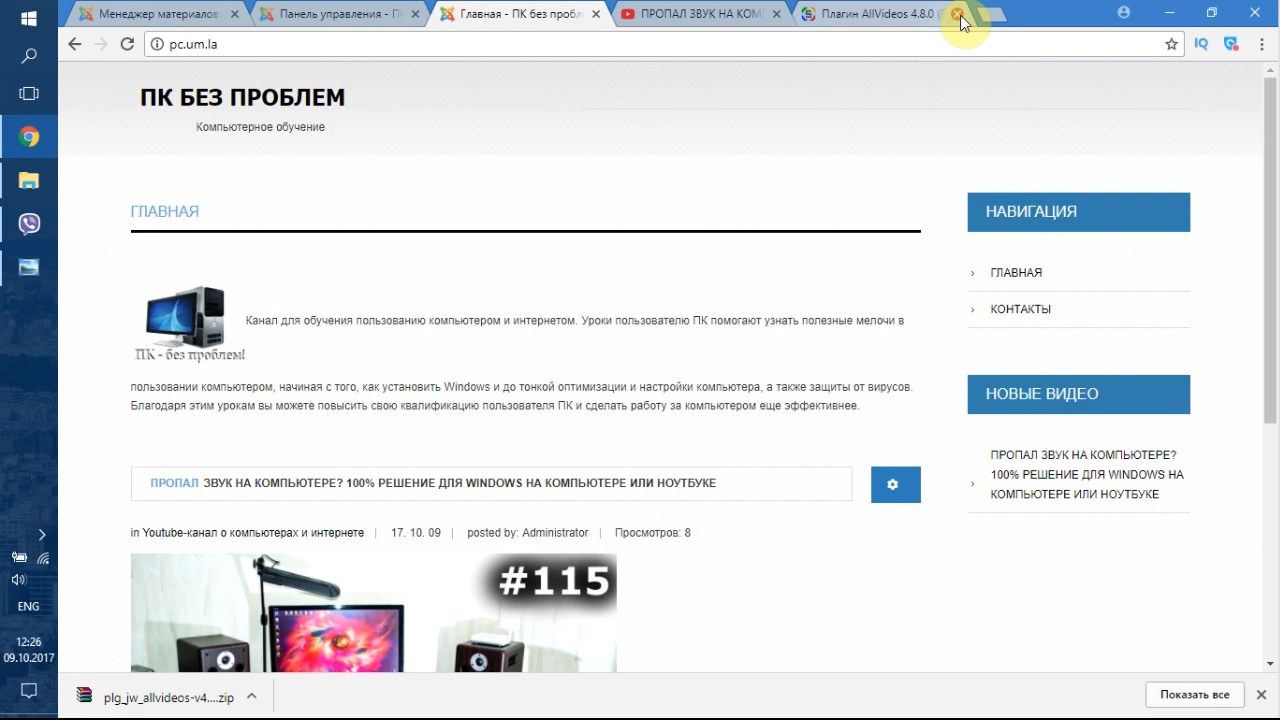 Менеджер материалов
Панель управления - П
Главная - ПК без пробл
ПРОПАЛ ЗВУК НА КОМ
Плагин AllVideos 4.8.0
pc.um.la
IQ
ПК БЕЗ ПРОБЛЕМ
Компьютерное обучение
ГЛАВНАЯ
ПК - без проблем!
Канал для обучения пользованию компьютером и интернетом. Уроки пользователю ПК помогают узнать полезные мелочи в
пользовании компьютером, начиная с того, как установить Windows и до тонкой оптимизации и настройки компьютера, а также защиты от вирусов.
Благодаря этим урокам вы можете повысить свою квалификацию пользователя ПК и сделать работу за компьютером еще эффективнее.
ПРОПАЛ ЗВУК НА КОМПЬЮТЕРЕ? 100% РЕШЕНИЕ ДЛЯ WINDOWS НА КОМПЬЮТЕРЕ ИЛИ НОУТБУКЕ
in Youtube-канал о компьютерах и интернете | 17. 10. 09 | posted by: Administrator | Просмотров: 8
#115
НАВИГАЦИЯ
ГЛАВНАЯ
КОНТАКТЫ
НОВЫЕ ВИДЕО
ПРОПАЛ ЗВУК НА КОМПЬЮТЕРЕ?
100% РЕШЕНИЕ ДЛЯ WINDOWS НА
КОМПЬЮТЕРЕ ИЛИ НОУТБУКЕ
ENG
12:26
09.10.2017
plg_jw_allvideos-v4....zip
Показать все